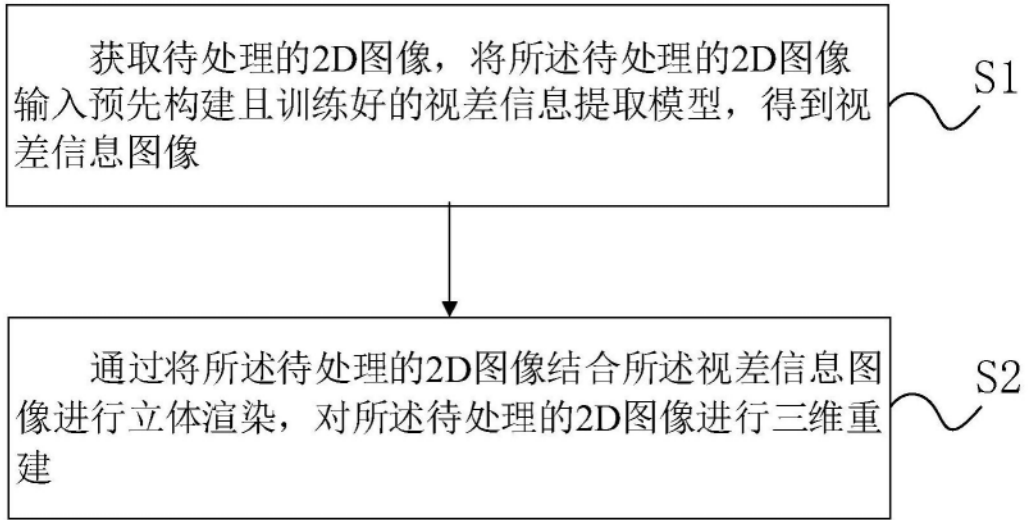 获取待处理的2D图像，将所述待处理的2D图像
输入预先构建且训练好的视差信息提取模型，得到视
差信息图像
S1
通过将所述待处理的2D图像结合所述视差信息图
像进行立体渲染，对所述待处理的2D图像进行三维重
建
S2